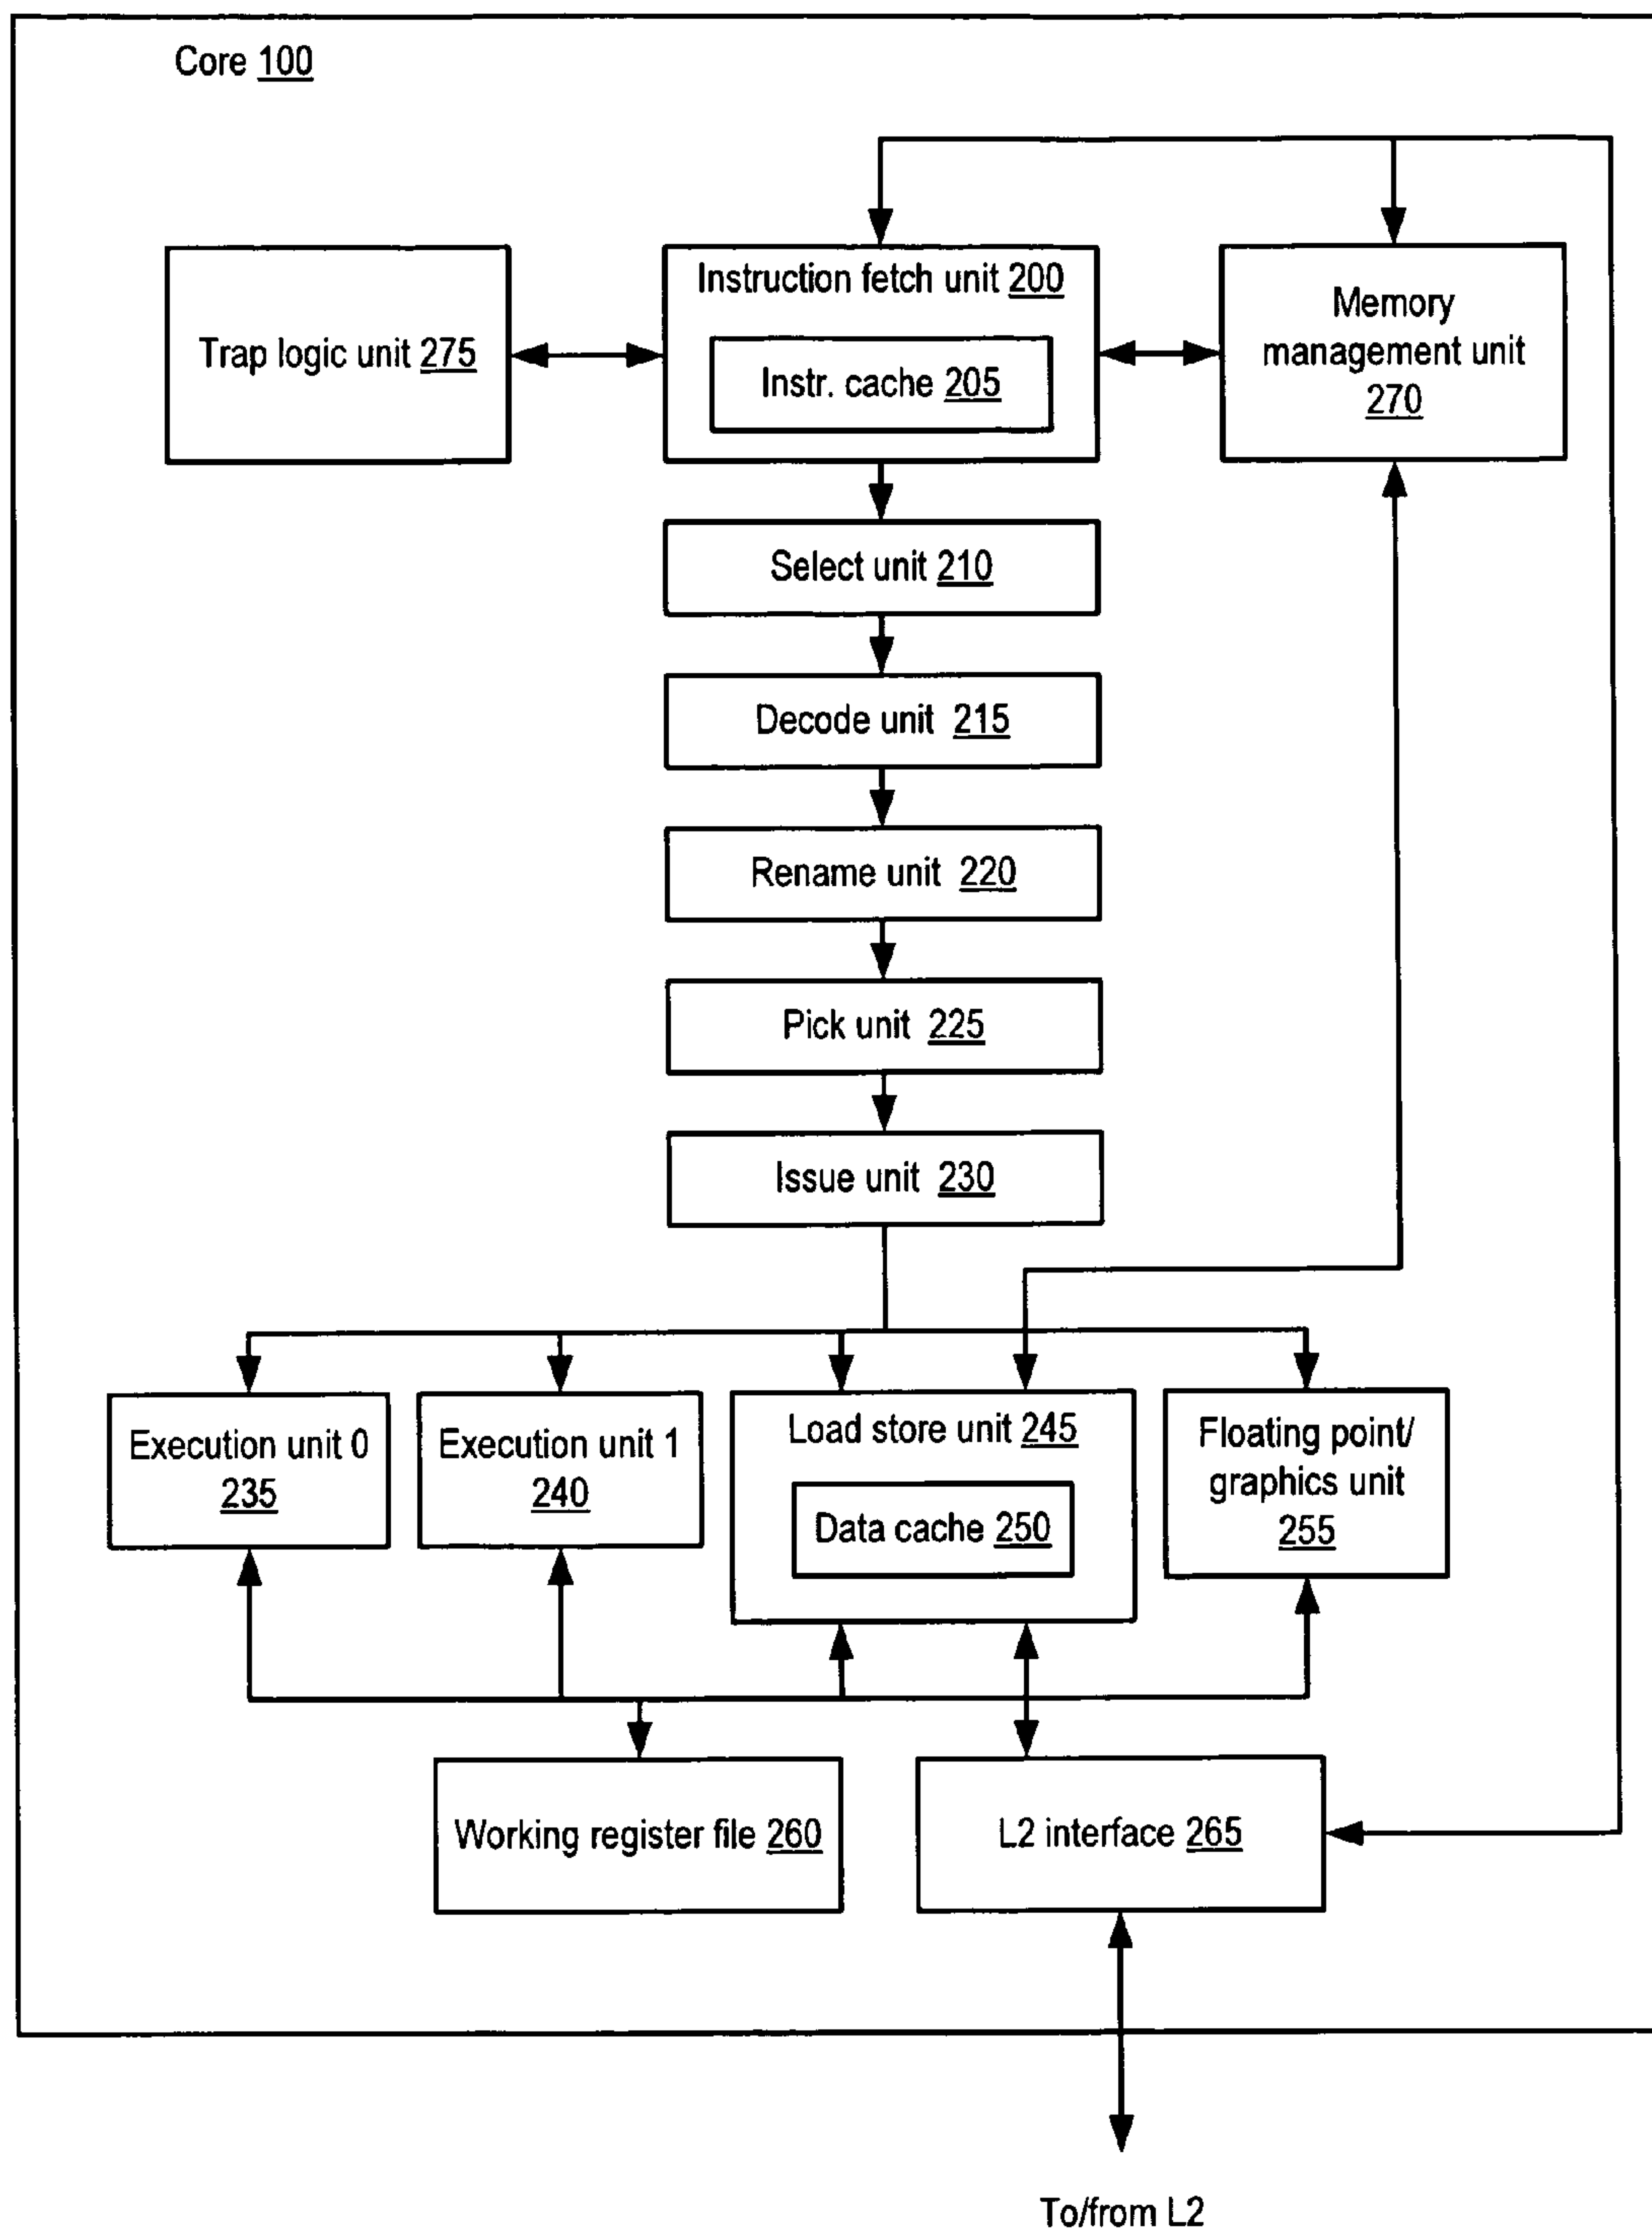 Core 100
Trap logic unit 275
Instruction fetch unit 200
Instr. cache 205
Memory
management unit
270
Select unit 210
Decode unit 215
Rename unit 220
Pick unit 225
Issue unit 230
Execution unit 0
235
Execution unit 1
240
Load store unit 245
Data cache 250
Floating point/
graphics unit
255
Working register file 260
L2 interface 265
To/from L2